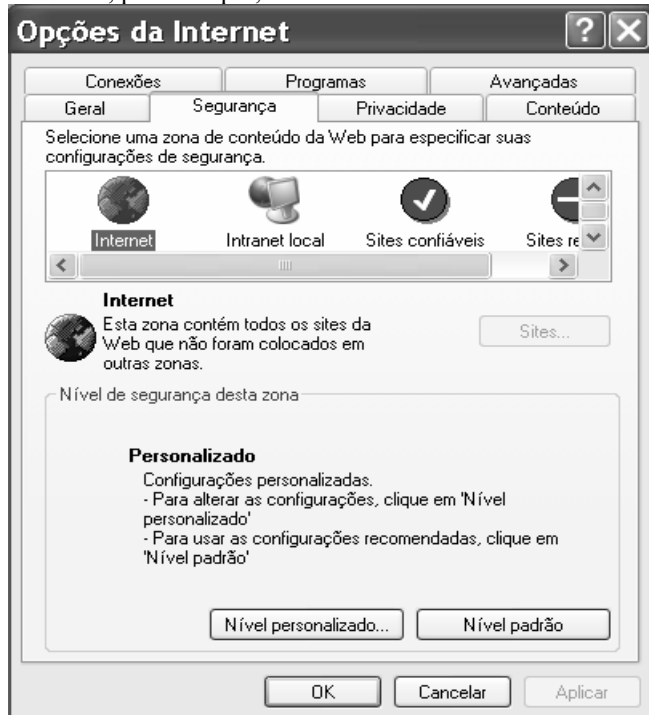 Opções da Internet
Conexões Programas Avançadas
Geral Segurança Privacidade Conteúdo
Selecione uma zona de conteúdo da Web para especificar suas
configurações de segurança.
Internet Intranet local Sites confiáveis Sites re
Internet
Esta zona contém todos os sites da
Web que não foram colocados em
outras zonas.
Sites...
Nível de segurança desta zona
Personalizado
Configurações personalizadas.
- Para alterar as configurações, clique em 'Nível
personalizado'
- Para usar as configurações recomendadas, clique em
'Nível padrão'
Nível personalizado... Nível padrão
OK Cancelar Aplicar